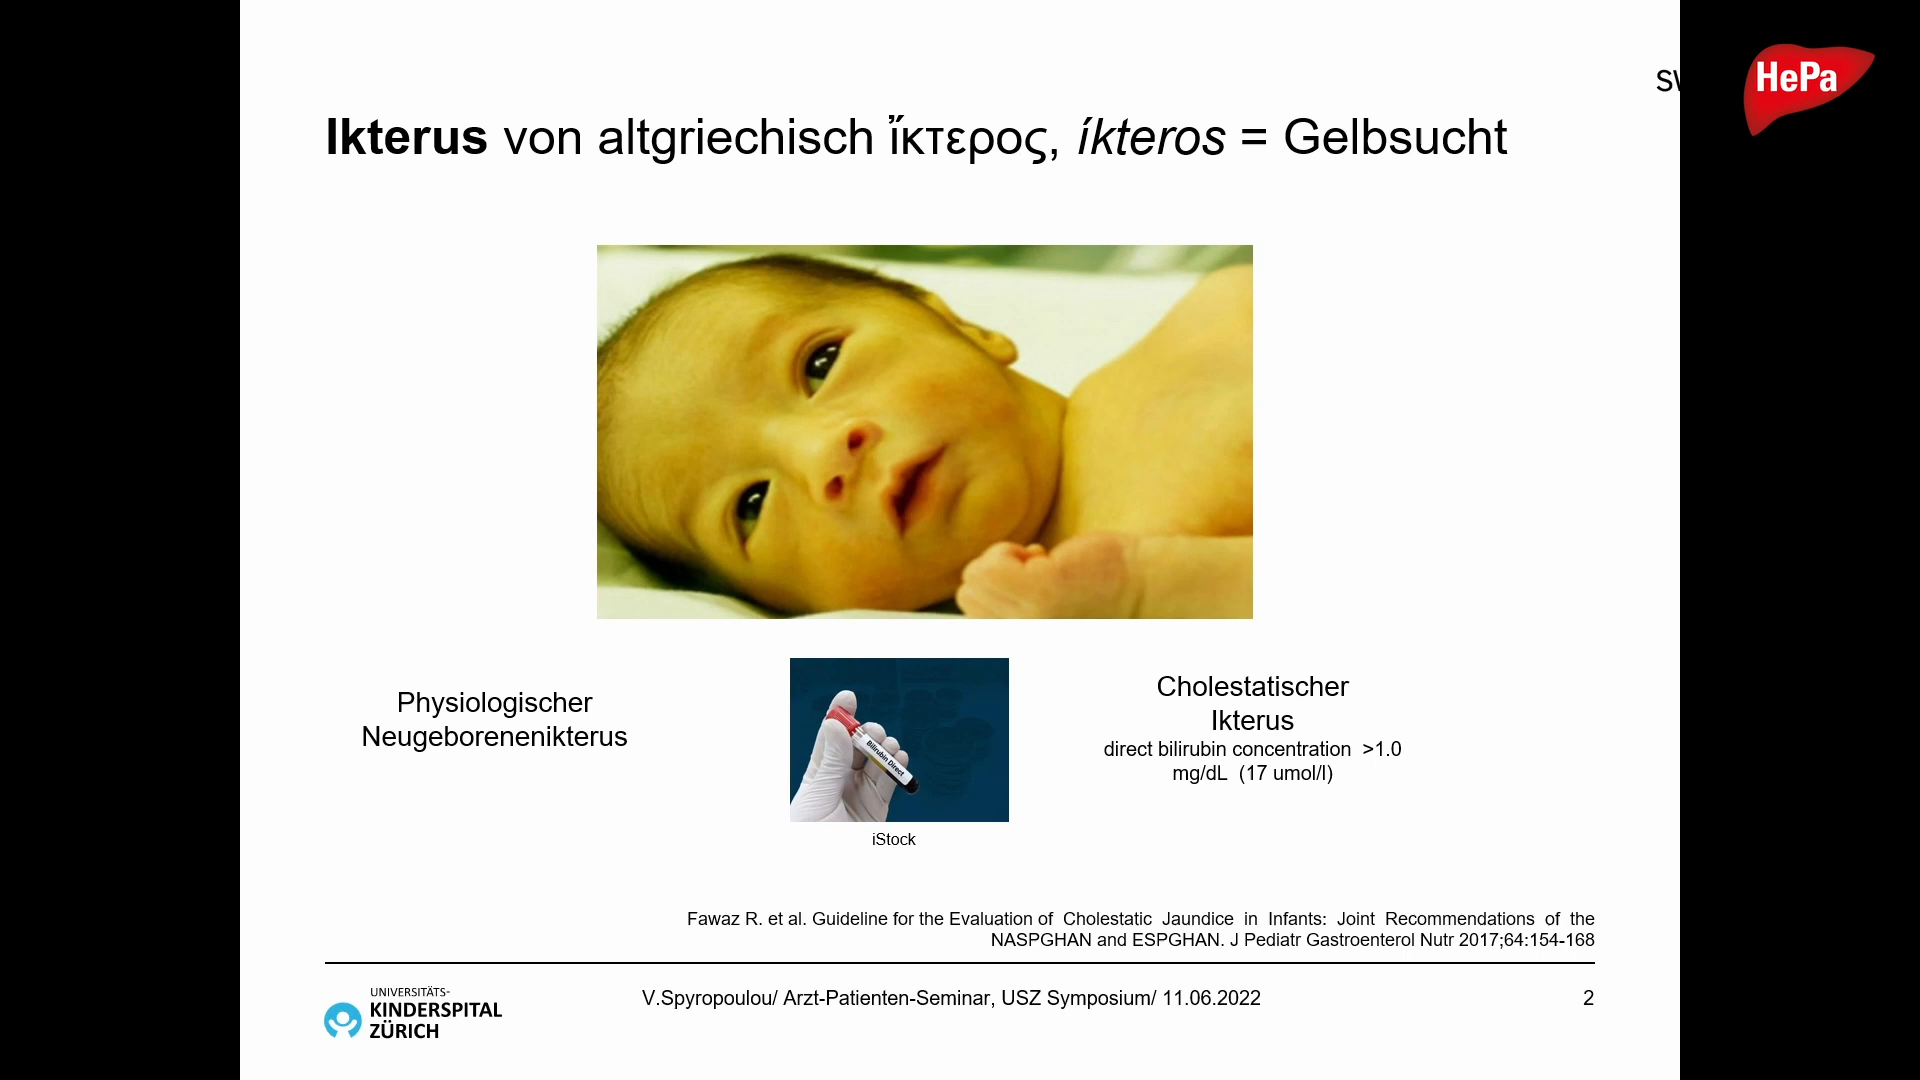 SW
HePa
Ikterus von altgriechisch ἴκτερος, íkteros = Gelbsucht
Physiologischer
Neugeborenenikterus
Bilirubin Direct
iStock
Cholestatischer
Ikterus
direct bilirubin concentration >1.0
mg/dL (17 umol/l)
Fawaz R. et al. Guideline for the Evaluation of Cholestatic Jaundice in Infants: Joint Recommendations of the
NASPGHAN and ESPGHAN. J Pediatr Gastroenterol Nutr 2017;64:154-168
UNIVERSITÄTS-
KINDERSPITAL
ZÜRICH
V.Spyropoulou/ Arzt-Patienten-Seminar, USZ Symposium/ 11.06.2022
2